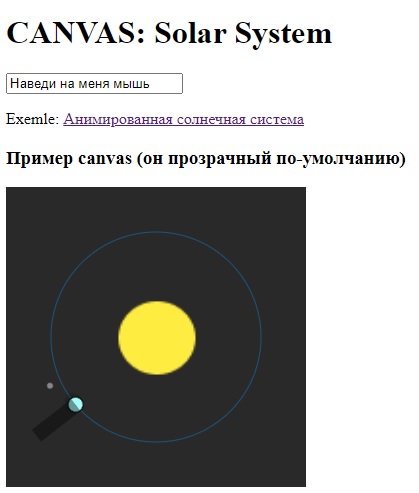 CANVAS: Solar System
Наведи на меня мышь
Exemle: Анимированная солнечная система
Пример canvas (он прозрачный по-умолчанию)